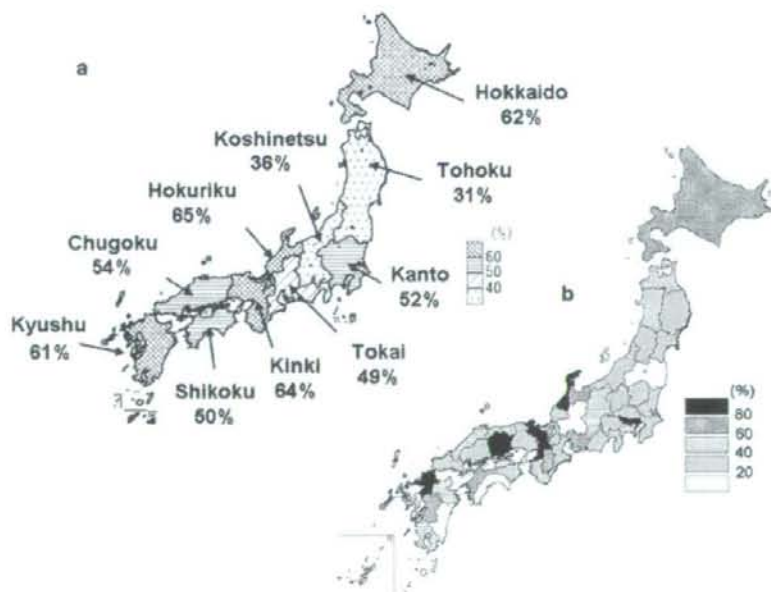 a
Hokkaido
62%
Koshinetsu
36%
Tohoku
31%
Hokuriku
65%
Chugoku
54%
(%)
60
50
40
Kanto
52%
Kyushu
61%
Shikoku
50%
Kinki
64%
Tokai
49%
b
(%)
80
60
40
20